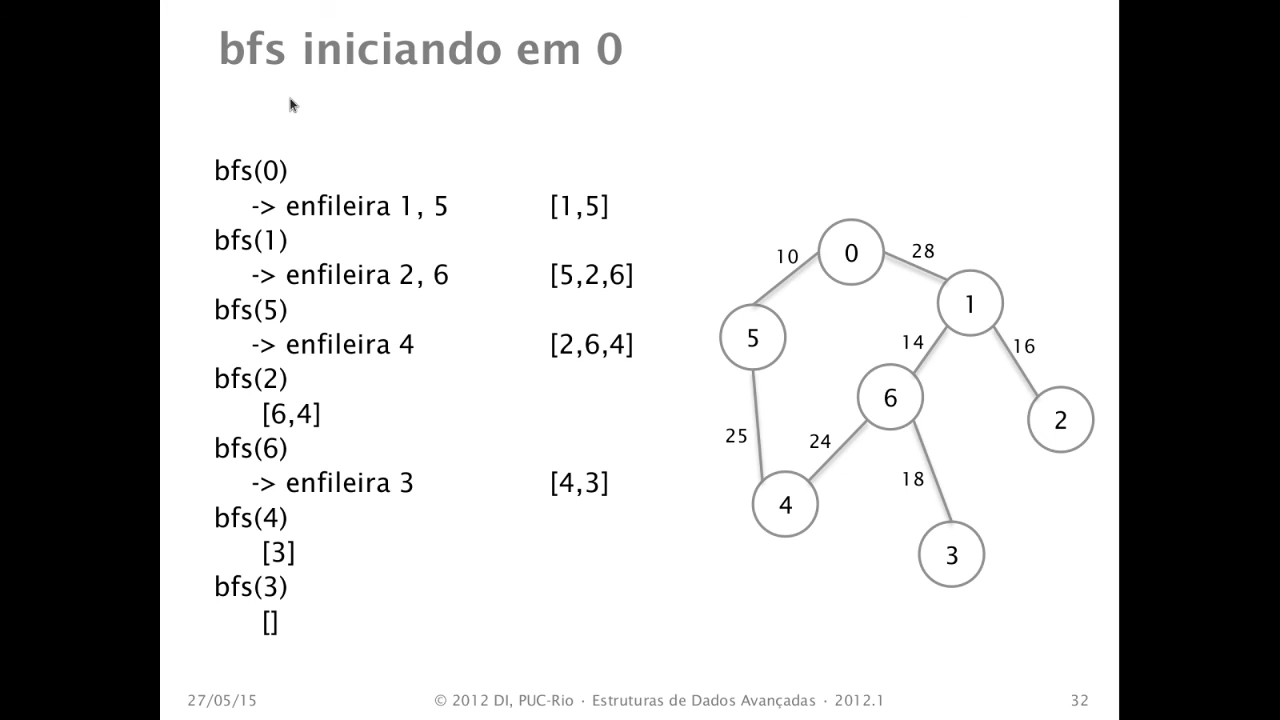 bfs iniciando em 0
bfs(0)
-> enfileira 1, 5 [1,5]
bfs(1)
-> enfileira 2, 6 [5,2,6]
bfs(5)
-> enfileira 4 [2,6,4]
bfs(2)
[6,4]
bfs(6)
-> enfileira 3 [4,3]
bfs(4)
[3]
bfs(3)
[]
10
0
28
1
5
14
16
6
2
25
24
18
4
3
27/05/15
© 2012 DI, PUC-Rio · Estruturas de Dados Avançadas · 2012.1
32